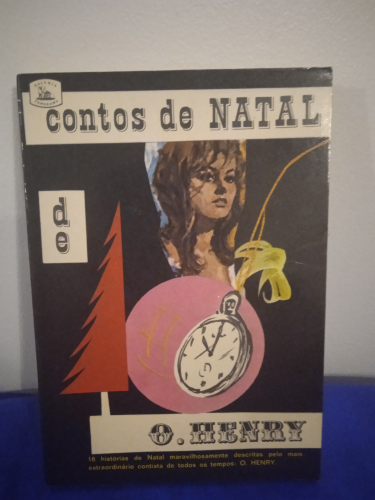 contos de NATAL
de
O. HENRY
16 histórias de Natal maravilhosamente descritas pelo mais
extraordinário contista de todos os tempos: O. HENRY